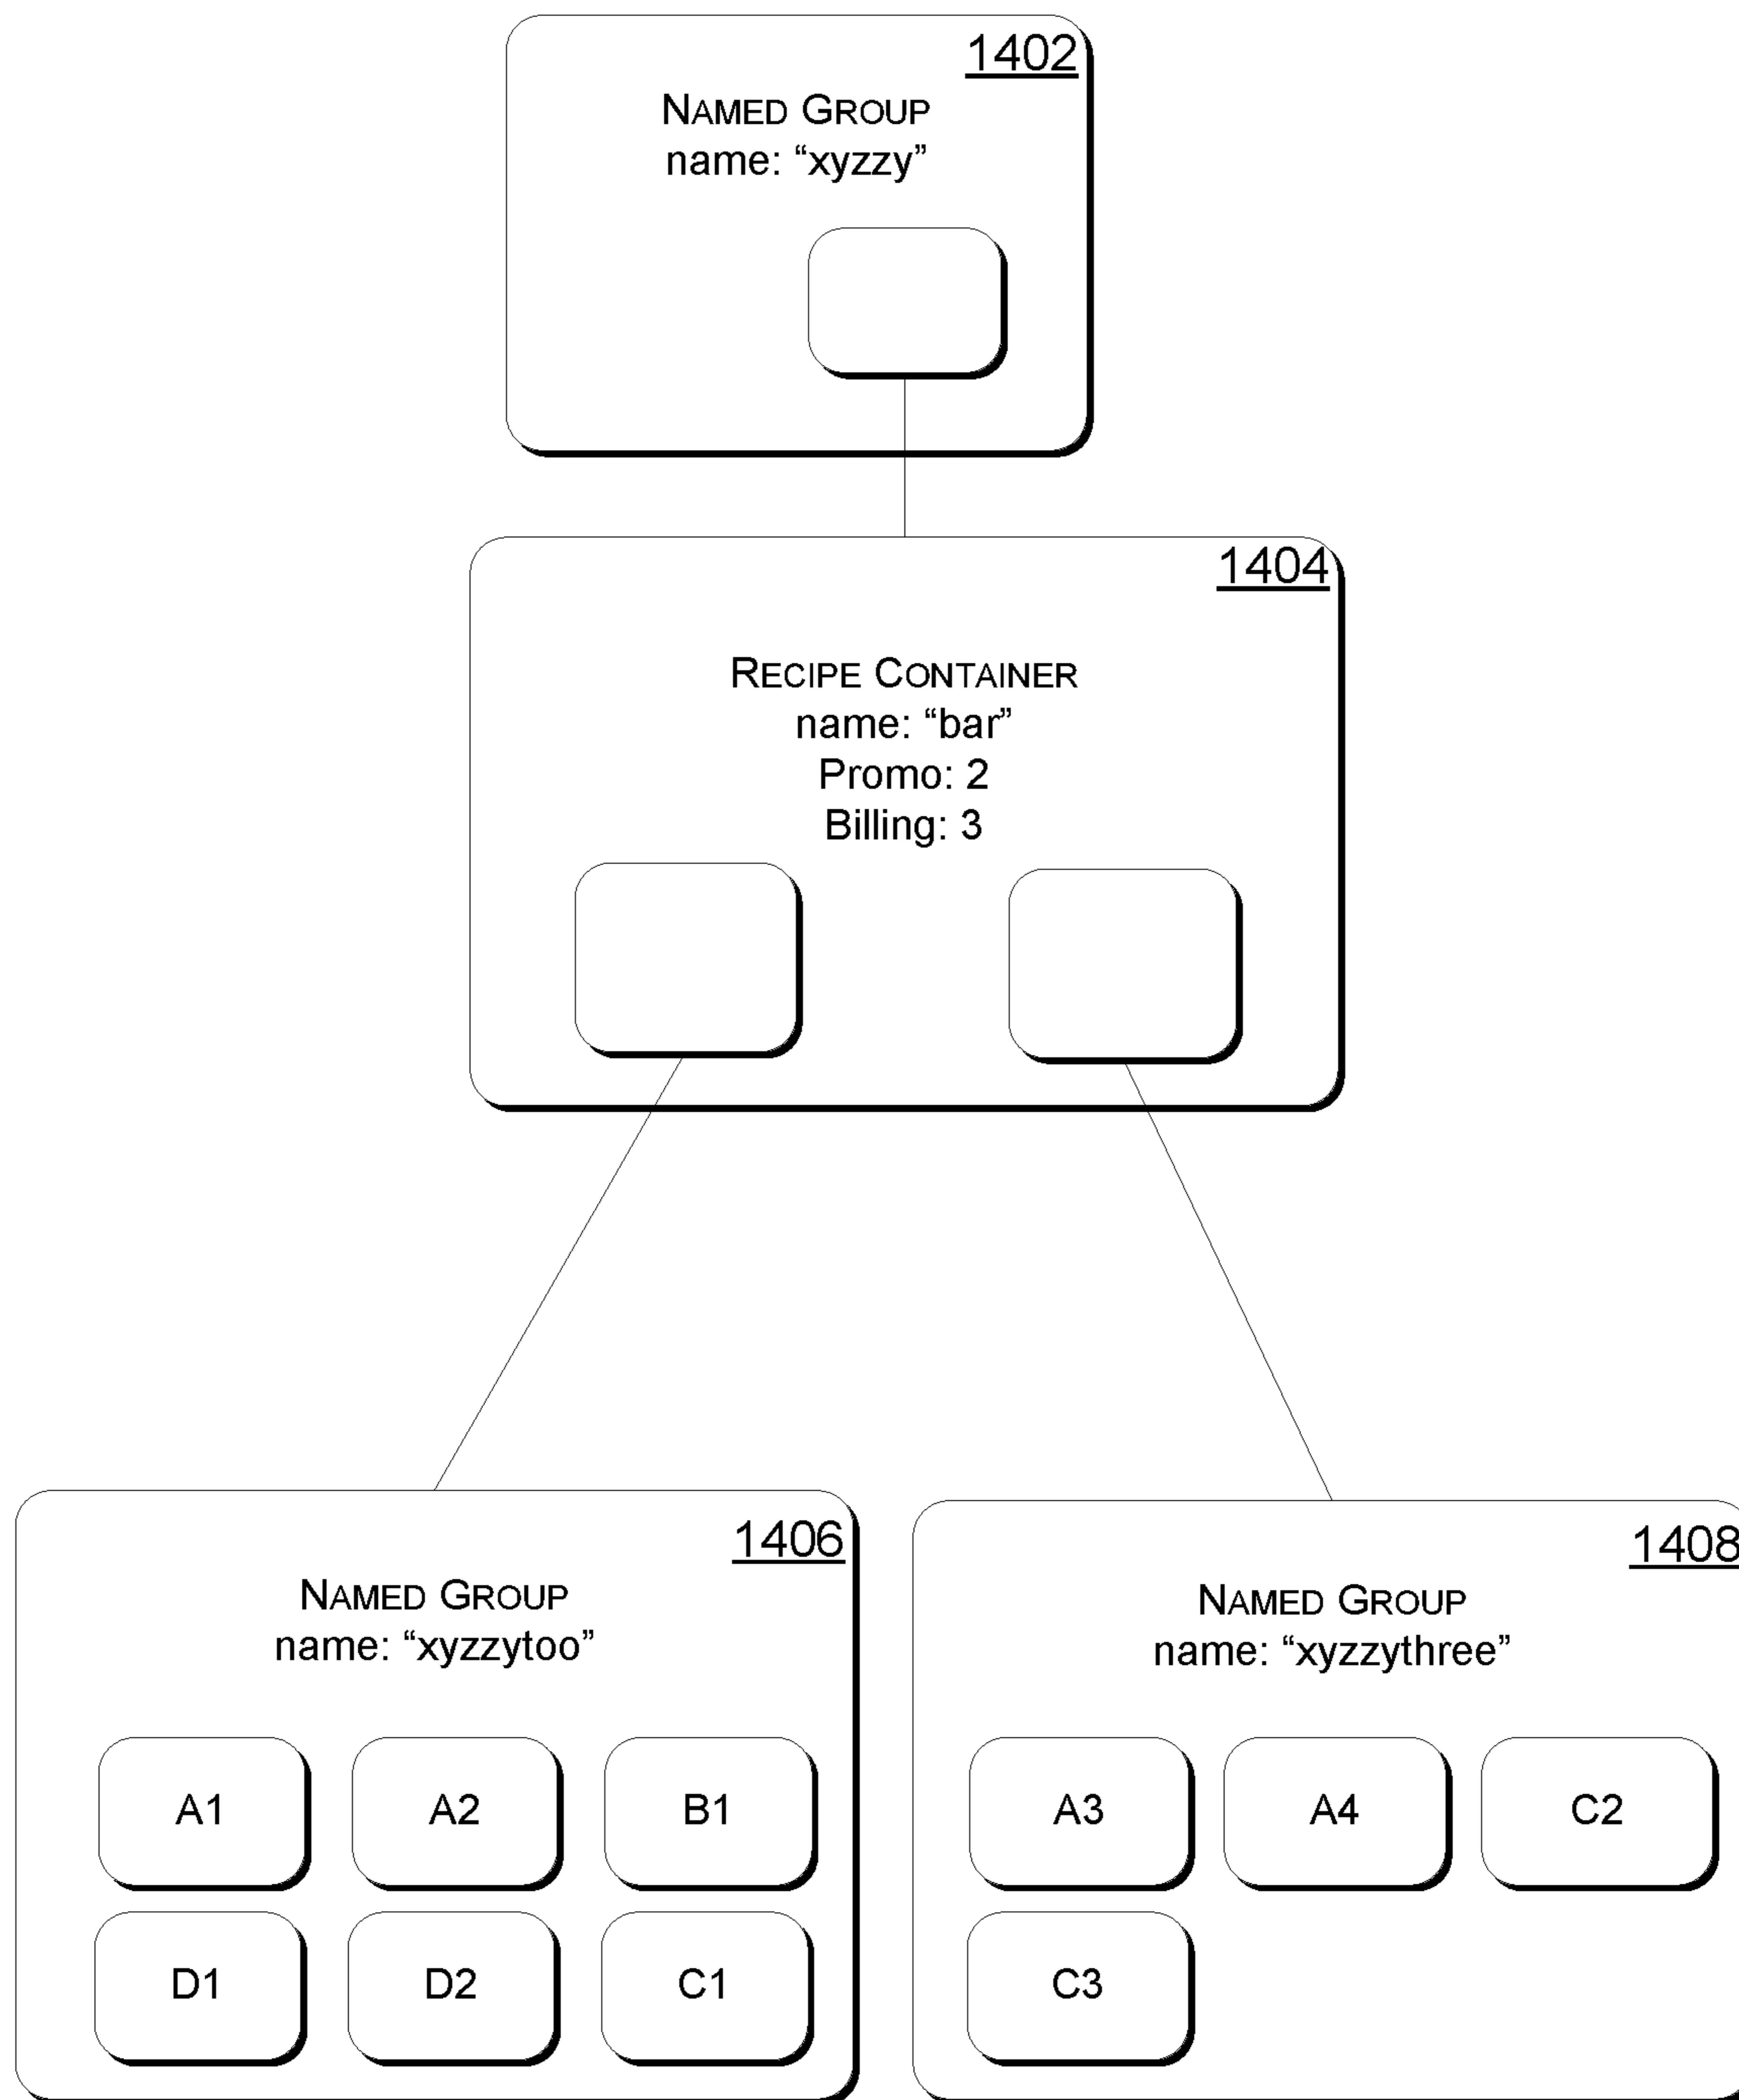 1402
NAMED GROUP
name: “xyzzy”
1404
RECIPE CONTAINER
name: “bar”
Promo: 2
Billing: 3
1406
NAMED GROUP
name: “xyzzytoo”
A1 A2 B1
D1 D2 C1
1408
NAMED GROUP
name: “xyzzythree”
A3 A4 C2
C3